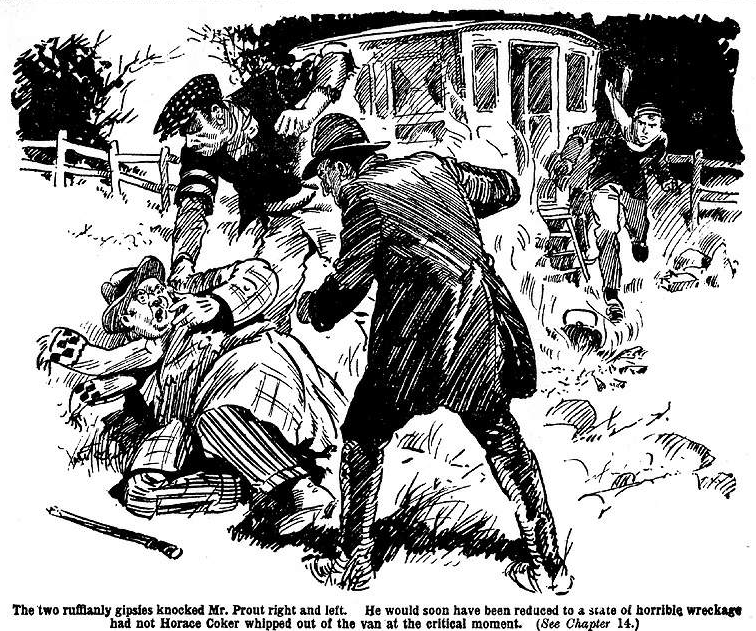 The two ruffianly gipsies knocked Mr. Prout right and left. He would soon have been reduced to a state of horrible wreckage
had not Horace Coker whipped out of the van at the critical moment. (See Chapter 14.)